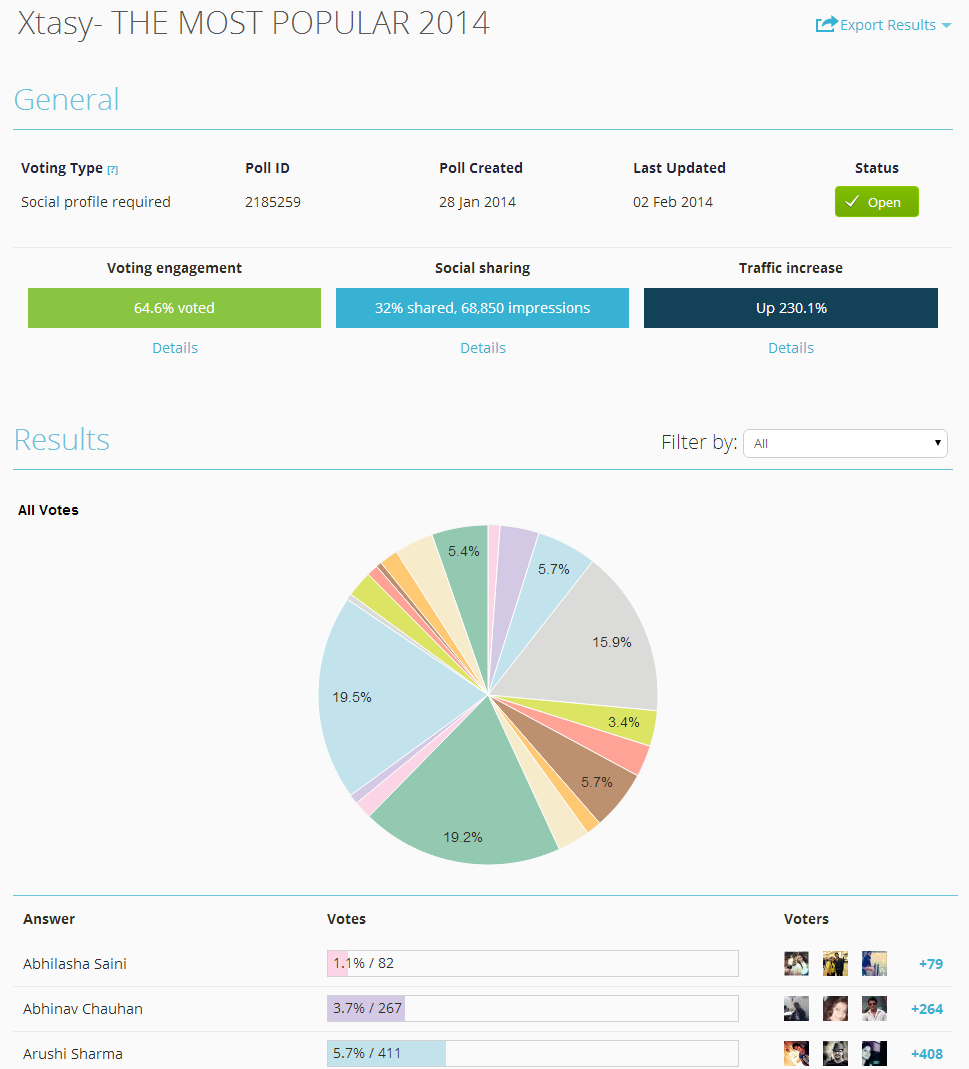 Xtasy- THE MOST POPULAR 2014
Export Results
General
Voting Type [?] Poll ID Poll Created Last Updated Status
Social profile required 2185259 28 Jan 2014 02 Feb 2014 Open
Voting engagement Social sharing Traffic increase
64.6% voted 32% shared, 68,850 impressions Up 230.1%
Details Details Details
Results Filter by: All
All Votes
5.4%
5.7%
15.9%
19.5%
3.4%
5.7%
19.2%
Answer Votes Voters
Abhilasha Saini 1.1% / 82 +79
Abhinav Chauhan 3.7% / 267 +264
Arushi Sharma 5.7% / 411 +408